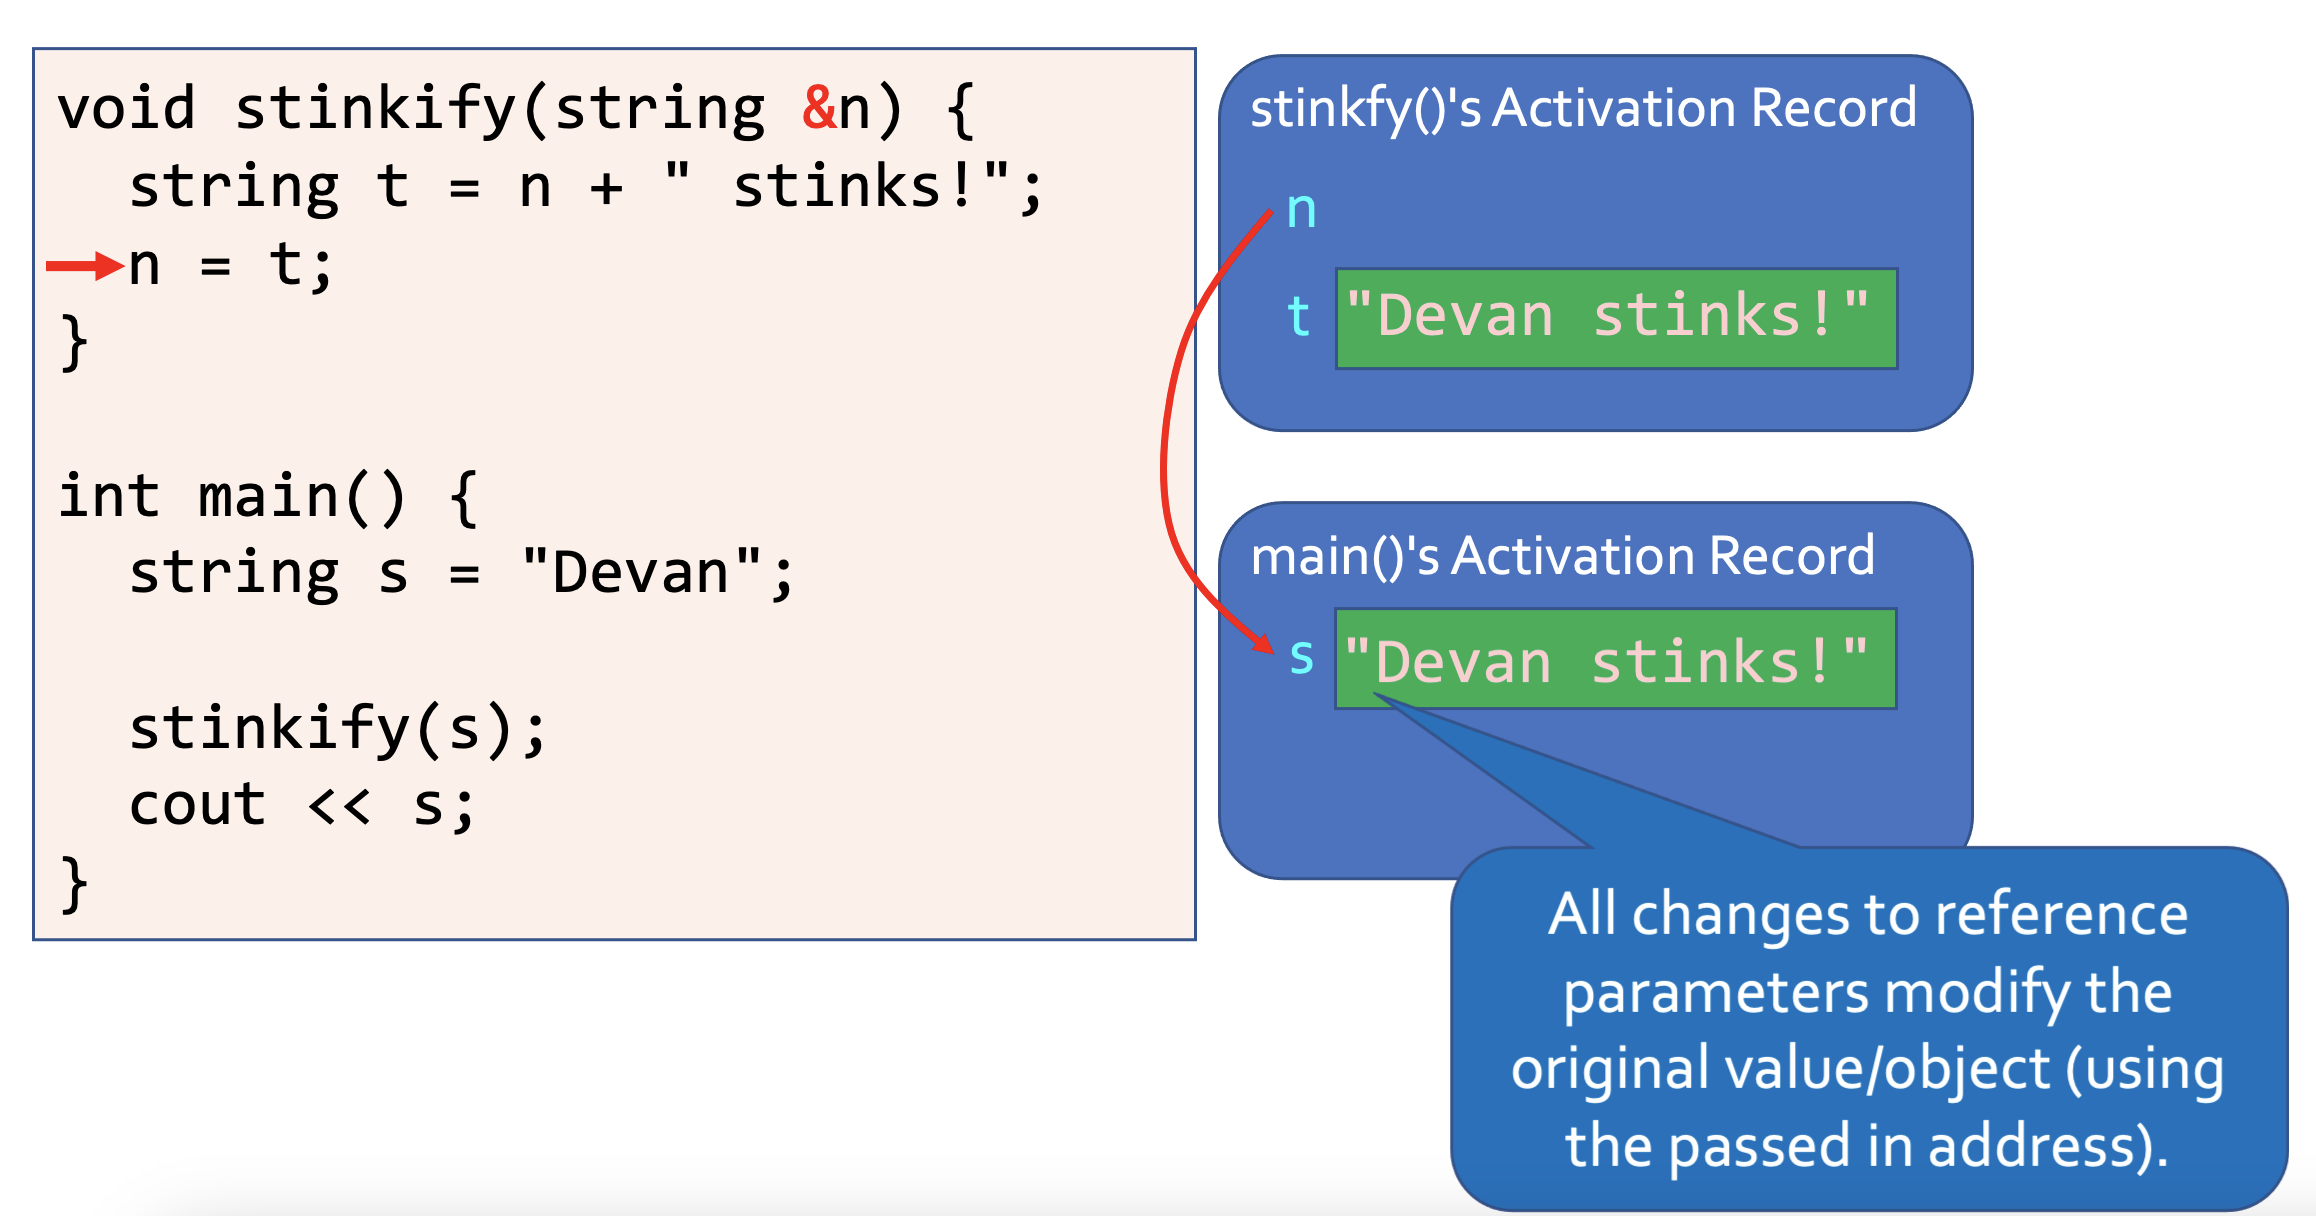 void stinkify(string &n) {
  string t = n + " stinks!";
  n = t;
}
int main() {
  string s = "Devan";
  stinkify(s);
  cout << s;
}
stinkfy()'s Activation Record
n
t "Devan stinks!"
main()'s Activation Record
s "Devan stinks!"
All changes to reference
parameters modify the
original value/object (using
the passed in address).